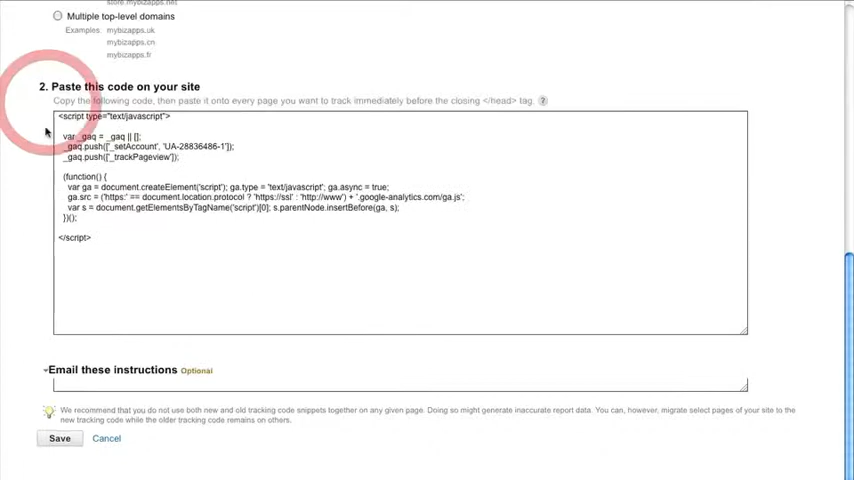 store.mybizapps.net
Multiple top-level domains
Examples: mybizapps.uk
mybizapps.cn
mybizapps.fr
2. Paste this code on your site
Copy the following code, then paste it onto every page you want to track immediately before the closing </head> tag. ?
<script type="text/javascript">
var _gaq = _gaq || [];
_gaq.push(['_setAccount', 'UA-28836486-1']);
_gaq.push(['_trackPageview']);
(function() {
var ga = document.createElement('script'); ga.type = 'text/javascript'; ga.async = true;
ga.src = ('https:' == document.location.protocol ? 'https://ssl' : 'http://www') + '.google-analytics.com/ga.js';
var s = document.getElementsByTagName('script')[0]; s.parentNode.insertBefore(ga, s);
})();
</script>
Email these instructions Optional
We recommend that you do not use both new and old tracking code snippets together on any given page. Doing so might generate inaccurate report data. You can, however, migrate select pages of your site to
the new tracking code while the older tracking code remains on others.
Save Cancel